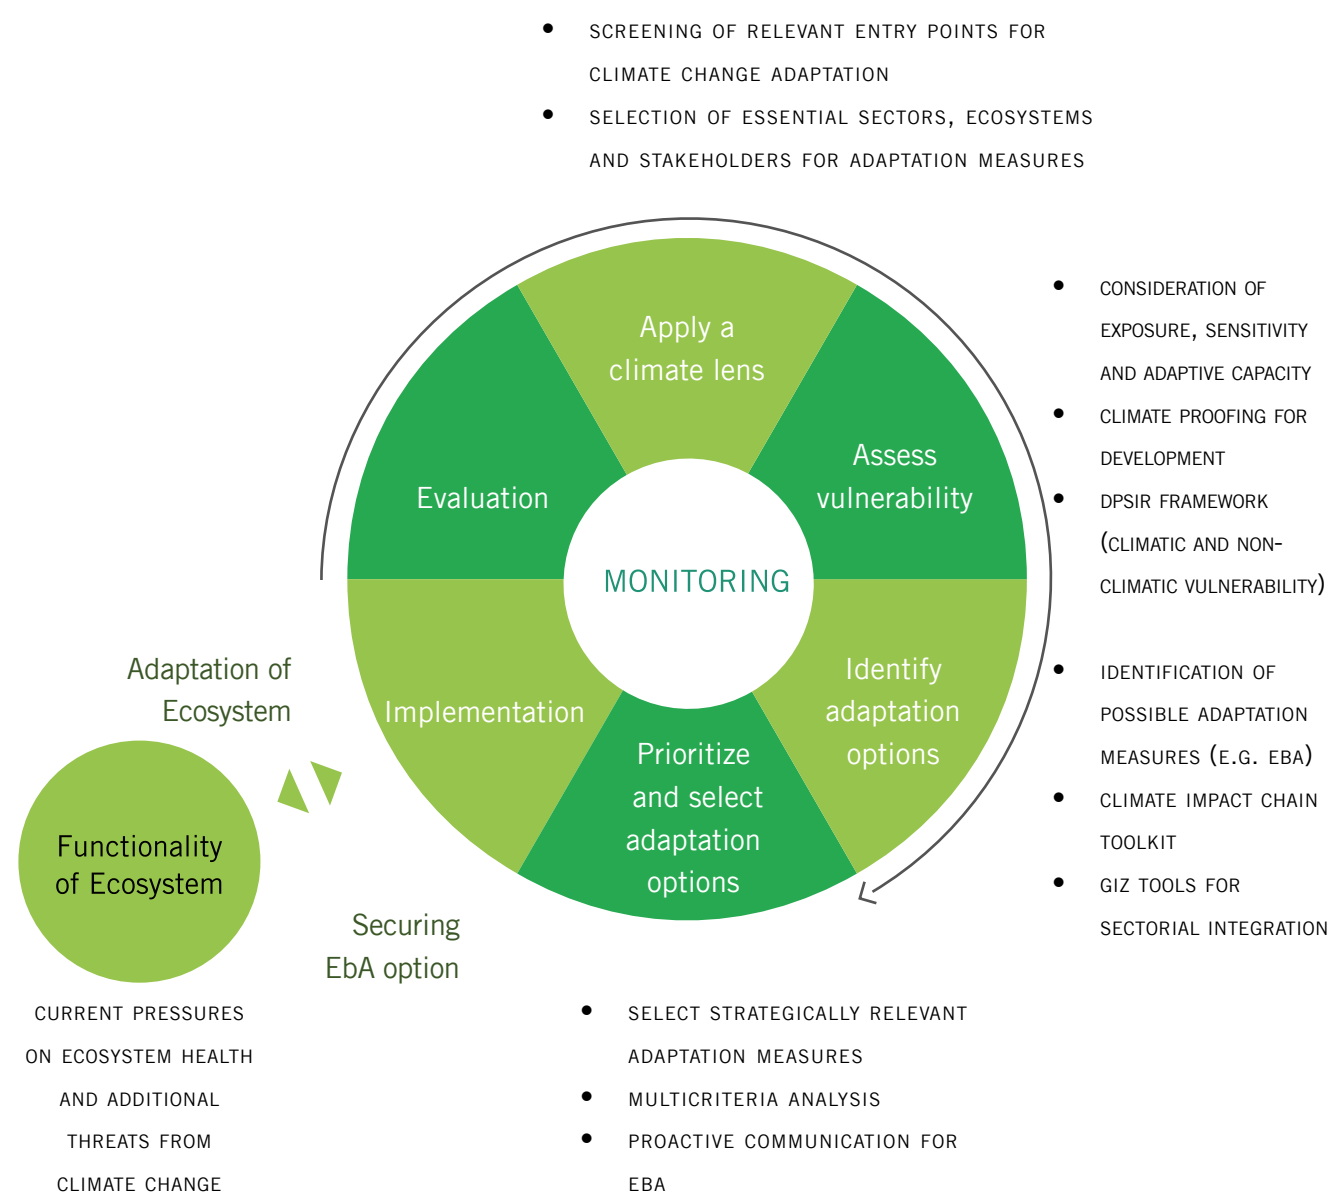 • SCREENING OF RELEVANT ENTRY POINTS FOR
CLIMATE CHANGE ADAPTATION
• SELECTION OF ESSENTIAL SECTORS, ECOSYSTEMS
AND STAKEHOLDERS FOR ADAPTATION MEASURES
Apply a
climate lens
Assess
vulnerability
• CONSIDERATION OF
EXPOSURE, SENSITIVITY
AND ADAPTIVE CAPACITY
• CLIMATE PROOFING FOR
DEVELOPMENT
• DPSIR FRAMEWORK
(CLIMATIC AND NON-
CLIMATIC VULNERABILITY)
Evaluation
MONITORING
Identify
adaptation
options
• IDENTIFICATION OF
POSSIBLE ADAPTATION
MEASURES (E.G. EBA)
• CLIMATE IMPACT CHAIN
TOOLKIT
• GIZ TOOLS FOR
SECTORIAL INTEGRATION
Adaptation of
Ecosystem
Implementation
Prioritize
and select
adaptation
options
Functionality
of Ecosystem
Securing
EbA option
CURRENT PRESSURES
ON ECOSYSTEM HEALTH
AND ADDITIONAL
THREATS FROM
CLIMATE CHANGE
• SELECT STRATEGICALLY RELEVANT
ADAPTATION MEASURES
• MULTICRITERIA ANALYSIS
• PROACTIVE COMMUNICATION FOR
EBA